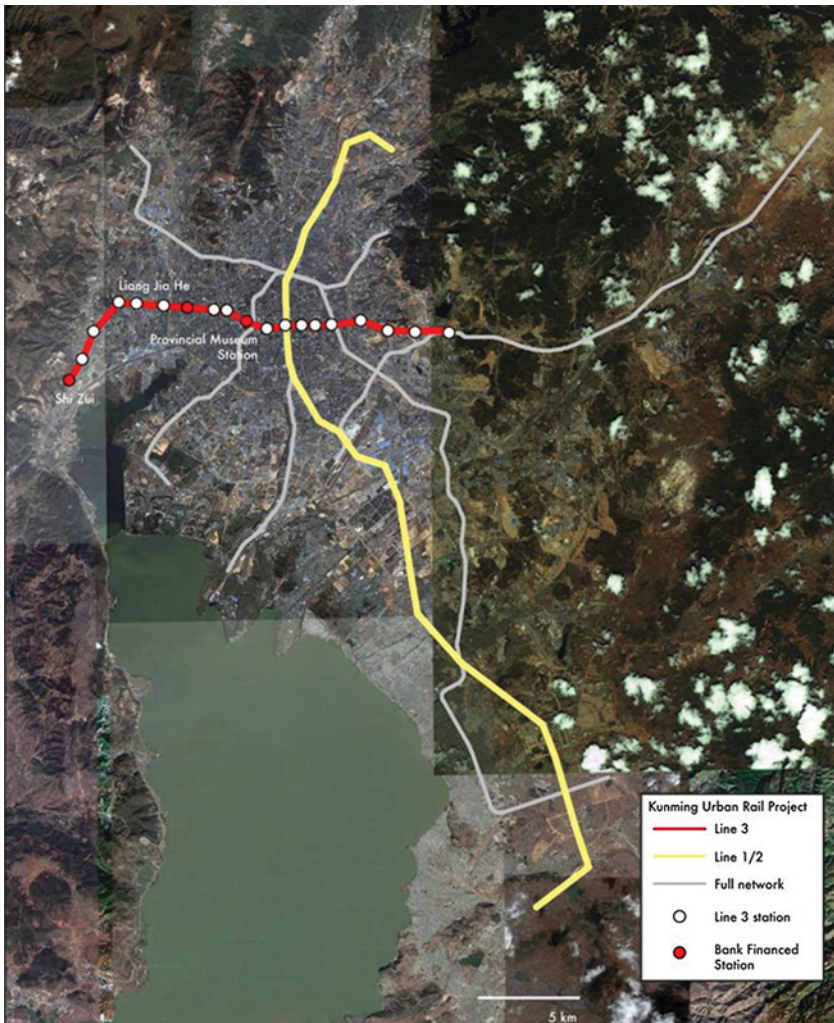 Liang Jia He
Provincial Museum
Station
Shi Zui
Kunming Urban Rail Project
Line 3
Line 1/2
Full network
Line 3 station
Bank Financed
Station
5 km